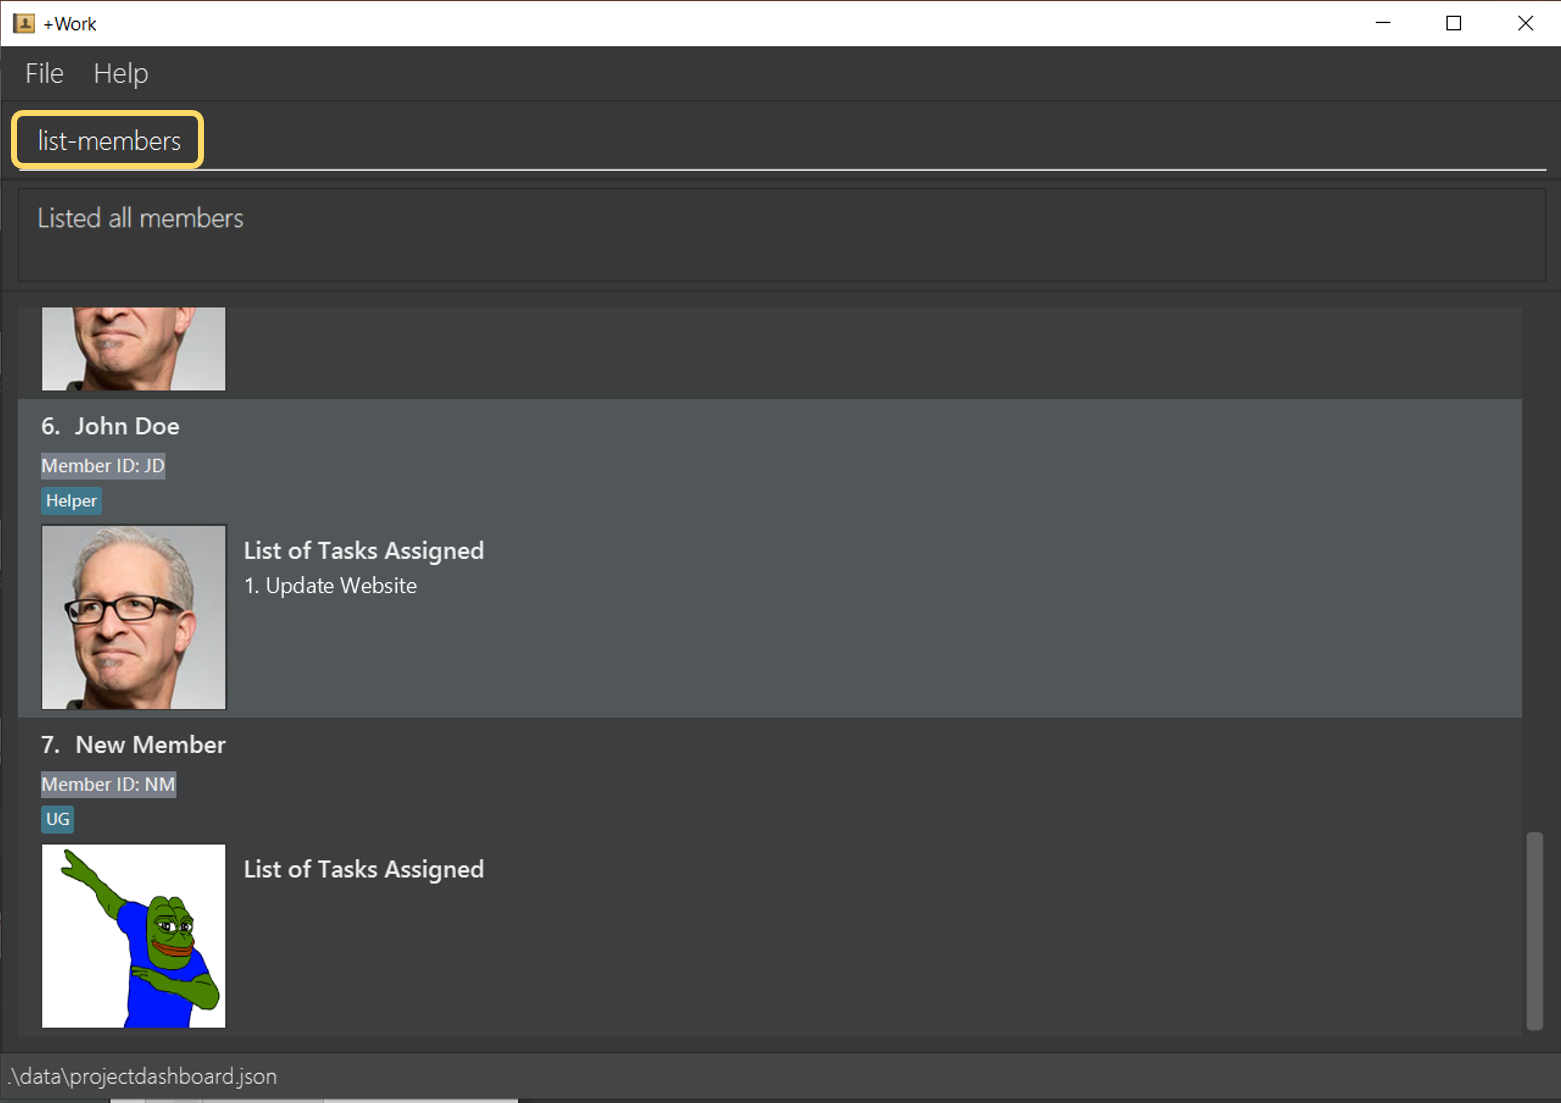 +Work
File Help
list-members
Listed all members
6. John Doe
Member ID: JD
Helper
List of Tasks Assigned
1. Update Website
7. New Member
Member ID: NM
UG
List of Tasks Assigned
.\data\projectdashboard.json